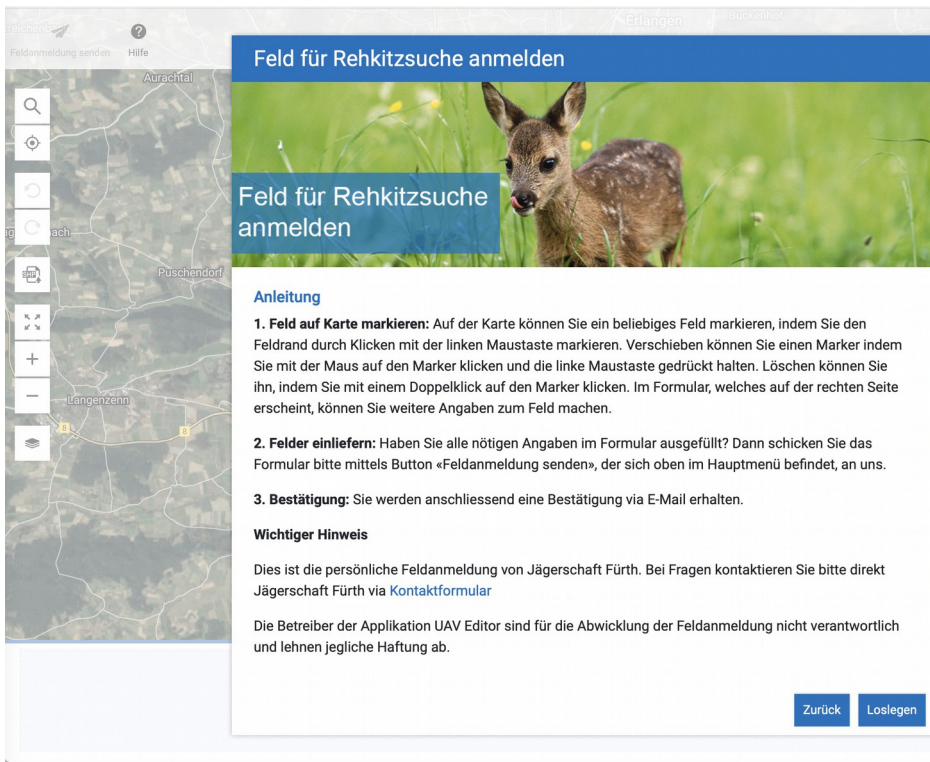 Erlangen
Buckenhof
Feldanmeldung senden
Hilfe
Feld für Rehkitzsuche anmelden
Aurachtal
Feld für Rehkitzsuche
anmelden
ach
Puschendorf
SHP
Langenzenn
8
8
Anleitung
1. Feld auf Karte markieren: Auf der Karte können Sie ein beliebiges Feld markieren, indem Sie den
Feldrand durch Klicken mit der linken Maustaste markieren. Verschieben können Sie einen Marker indem
Sie mit der Maus auf den Marker klicken und die linke Maustaste gedrückt halten. Löschen können Sie
ihn, indem Sie mit einem Doppelklick auf den Marker klicken. Im Formular, welches auf der rechten Seite
erscheint, können Sie weitere Angaben zum Feld machen.
2. Felder einliefern: Haben Sie alle nötigen Angaben im Formular ausgefüllt? Dann schicken Sie das
Formular bitte mittels Button «Feldanmeldung senden», der sich oben im Hauptmenü befindet, an uns.
3. Bestätigung: Sie werden anschliessend eine Bestätigung via E-Mail erhalten.
Wichtiger Hinweis
Dies ist die persönliche Feldanmeldung von Jägerschaft Fürth. Bei Fragen kontaktieren Sie bitte direkt
Jägerschaft Fürth via Kontaktformular
Die Betreiber der Applikation UAV Editor sind für die Abwicklung der Feldanmeldung nicht verantwortlich
und lehnen jegliche Haftung ab.
Zurück
Loslegen